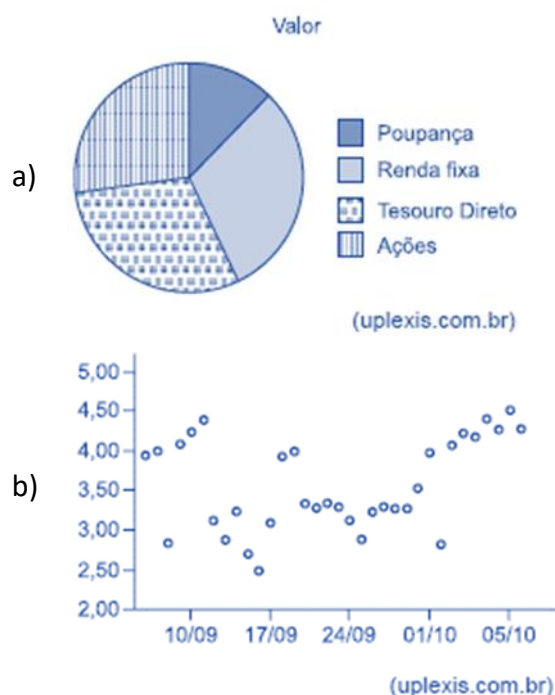 Valor
a)
Poupança
Renda fixa
Tesouro Direto
Ações
(uplexis.com.br)
b)
5,00
4,50
4,00
3,50
3,00
2,50
2,00
10/09 17/09 24/09 01/10 05/10
(uplexis.com.br)